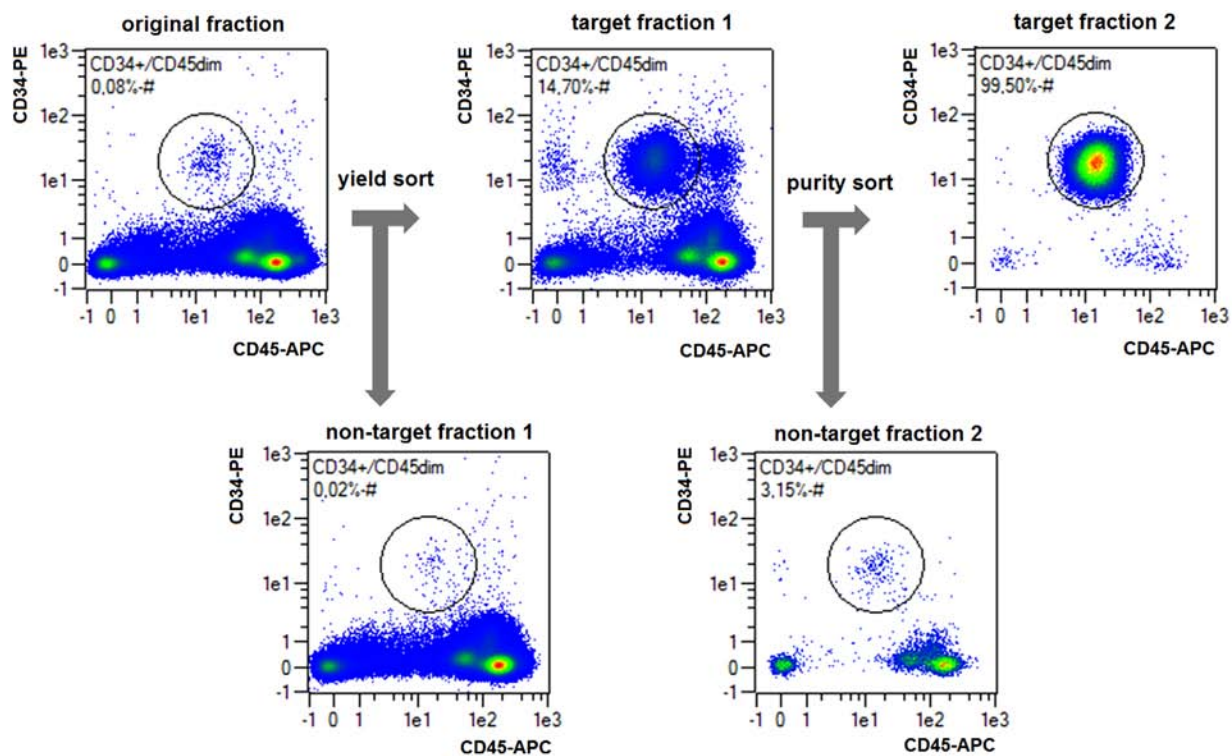 original fraction
CD34-PE
1e3
1e2
1e1
1
0
-1
CD34+/CD45dim
0,08%-#
-1 0 1 1e1 1e2 1e3
CD45-APC
yield sort
target fraction 1
CD34-PE
1e3
1e2
1e1
1
0
-1
CD34+/CD45dim
14,70%-#
-1 0 1 1e1 1e2 1e3
CD45-APC
purity sort
target fraction 2
CD34-PE
1e3
1e2
1e1
1
0
-1
CD34+/CD45dim
99,50%-#
-1 0 1 1e1 1e2 1e3
CD45-APC
non-target fraction 1
CD34-PE
1e3
1e2
1e1
1
0
-1
CD34+/CD45dim
0,02%-#
-1 0 1 1e1 1e2 1e3
CD45-APC
non-target fraction 2
CD34-PE
1e3
1e2
1e1
1
0
-1
CD34+/CD45dim
3,15%-#
-1 0 1 1e1 1e2 1e3
CD45-APC